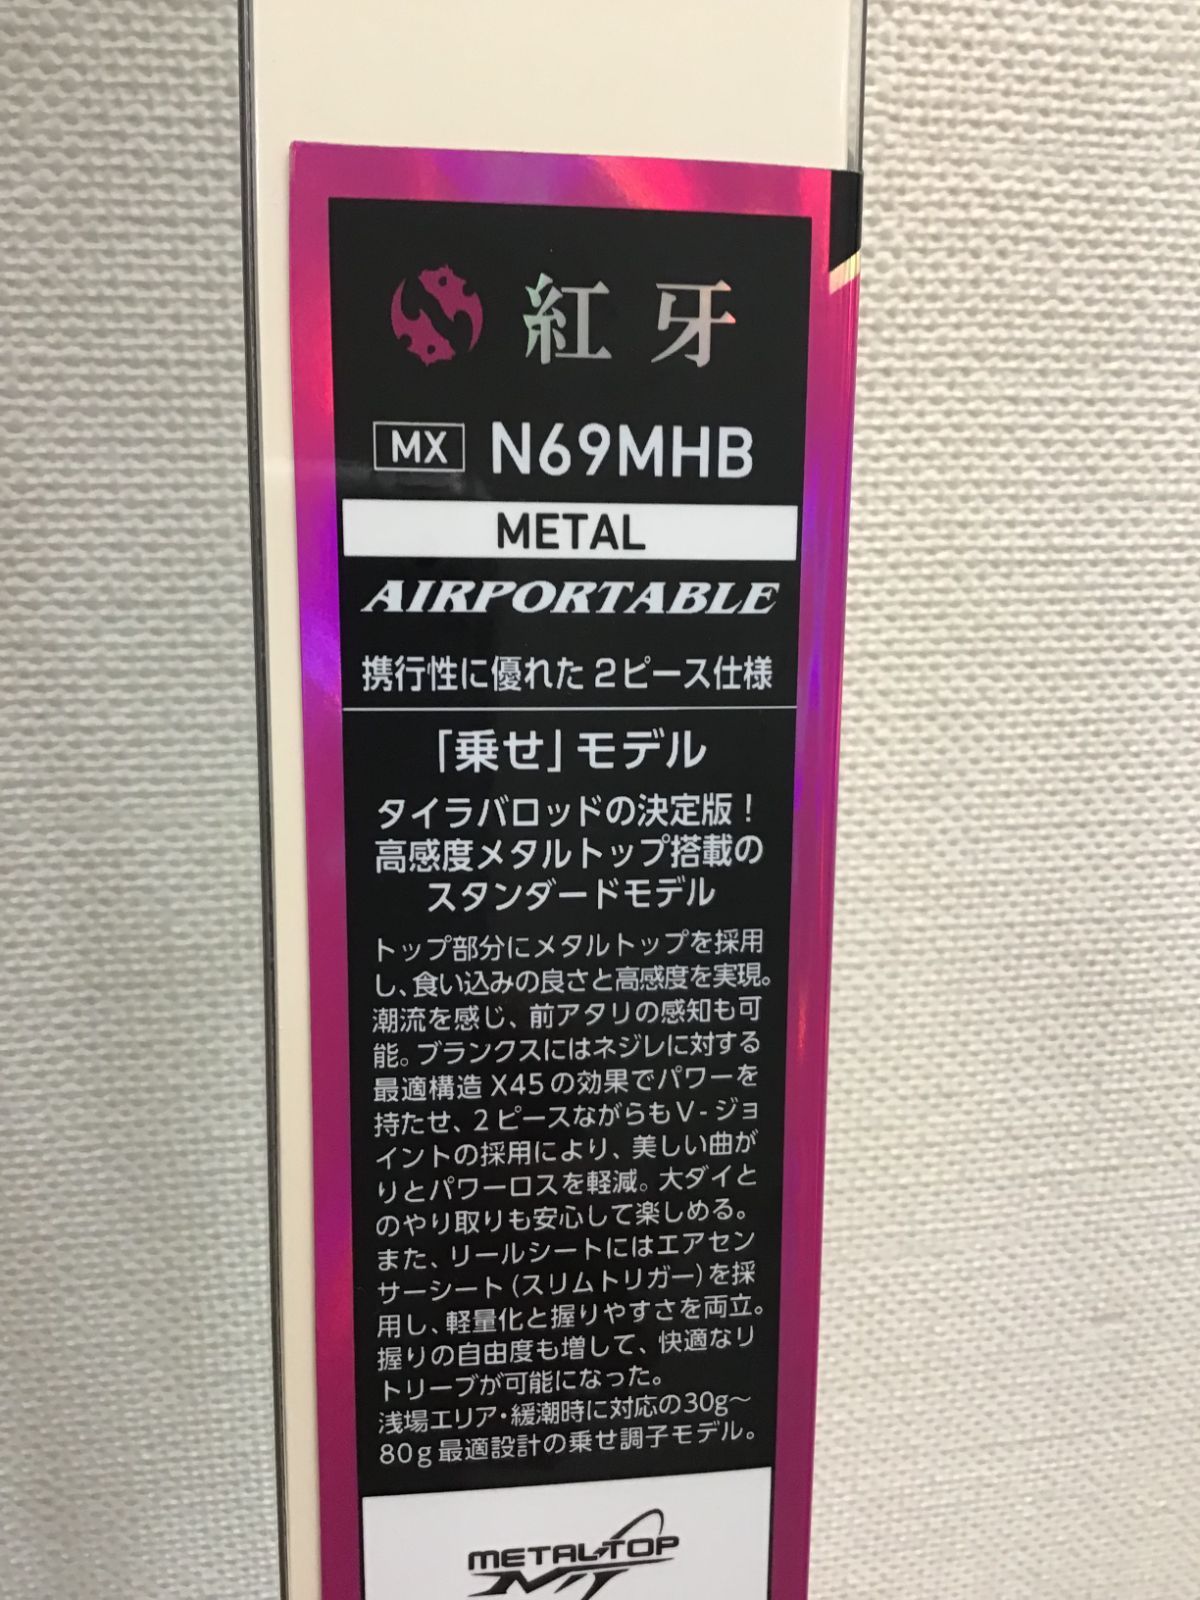 紅牙
MX N69MHB
METAL
AIRPORTABLE
携行性に優れた2ピース仕様
「乗せ」モデル
タイラバロッドの決定版！
高感度メタルトップ搭載の
スタンダードモデル
トップ部分にメタルトップを採用
し、食い込みの良さと高感度を実現。
潮流を感じ、前アタリの感知も可
能。ブランクスにはネジレに対する
最適構造X45の効果でパワーを
持たせ、2ピースながらもV-ジョ
イントの採用により、美しい曲が
りとパワーロスを軽減。大ダイと
のやり取りも安心して楽しめる。
また、リールシートにはエアセン
サーシート(スリムトリガー)を採
用し、軽量化と握りやすさを両立。
握りの自由度も増して、快適なリ
トリーブが可能になった。
浅場エリア・緩潮時に対応の30g〜
80g最適設計の乗せ調子モデル。
METAL TOP
MT